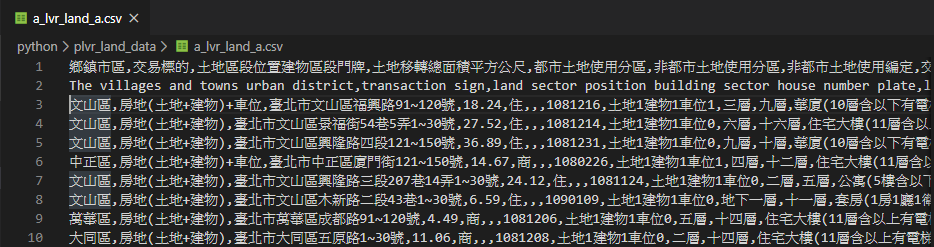 a_lvr_land_a.csv ×
python > plvr_land_data > a_lvr_land_a.csv
1 鄉鎮市區,交易標的,土地區段位置建物區段門牌,土地移轉總面積平方公尺,都市土地使用分區,非都市土地使用分區,非都市土地使用編定,交
2 The villages and towns urban district,transaction sign,land sector position building sector house number plate,l
3 文山區,房地(土地+建物)+車位,臺北市文山區福興路91~120號,18.24,住,,,1081216,土地1建物1車位1,三層,九層,華廈(10層含以下有電
4 文山區,房地(土地+建物),臺北市文山區景福街54巷5弄1~30號,27.52,住,,,1081214,土地1建物1車位0,六層,十六層,住宅大樓(11層含以
5 文山區,房地(土地+建物),臺北市文山區興隆路四段121~150號,36.89,住,,,1081231,土地1建物1車位0,九層,十層,華廈(10層含以下有電
6 中正區,房地(土地+建物)+車位,臺北市中正區廈門街121~150號,14.67,商,,,1080226,土地1建物1車位1,四層,十二層,住宅大樓(11層含以
7 文山區,房地(土地+建物),臺北市文山區興隆路三段207巷14弄1~30號,24.12,住,,,1081124,土地1建物1車位0,二層,五層,公寓(5樓含以下
8 文山區,房地(土地+建物),臺北市文山區木新路二段43巷1~30號,6.59,住,,,1090109,土地1建物1車位0,地下一層,十一層,套房(1房1廳1衛
9 萬華區,房地(土地+建物),臺北市萬華區成都路91~120號,4.49,商,,,1081206,土地1建物1車位0,五層,十四層,住宅大樓(11層含以上有電梯
10 大同區,房地(土地+建物),臺北市大同區五原路1~30號,11.06,商,,,1081208,土地1建物1車位0,二層,十四層,住宅大樓(11層含以上有電梯